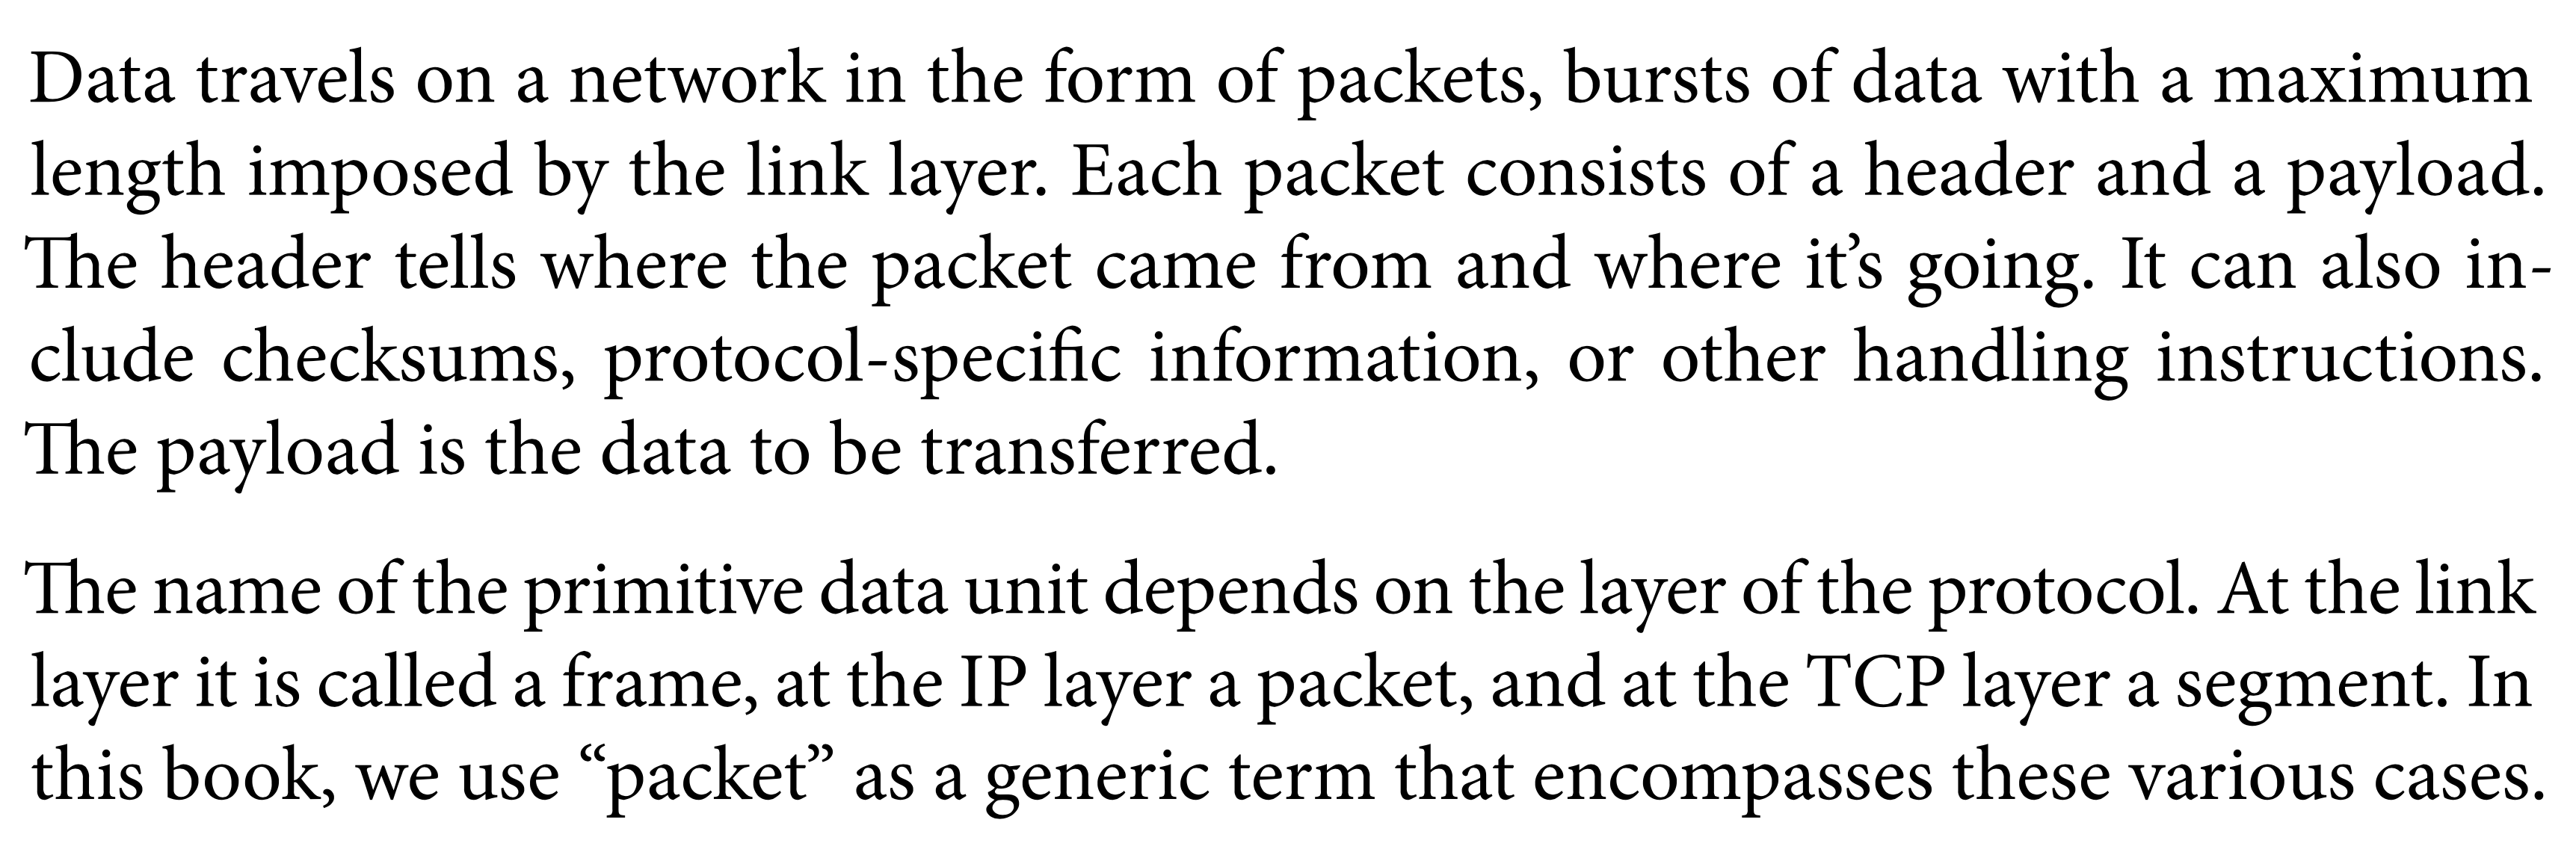 Data travels on a network in the form of packets, bursts of data with a maximum
length imposed by the link layer. Each packet consists of a header and a payload.
The header tells where the packet came from and where it’s going. It can also in-
clude checksums, protocol-specific information, or other handling instructions.
The payload is the data to be transferred.
The name of the primitive data unit depends on the layer of the protocol. At the link
layer it is called a frame, at the IP layer a packet, and at the TCP layer a segment. In
this book, we use “packet” as a generic term that encompasses these various cases.